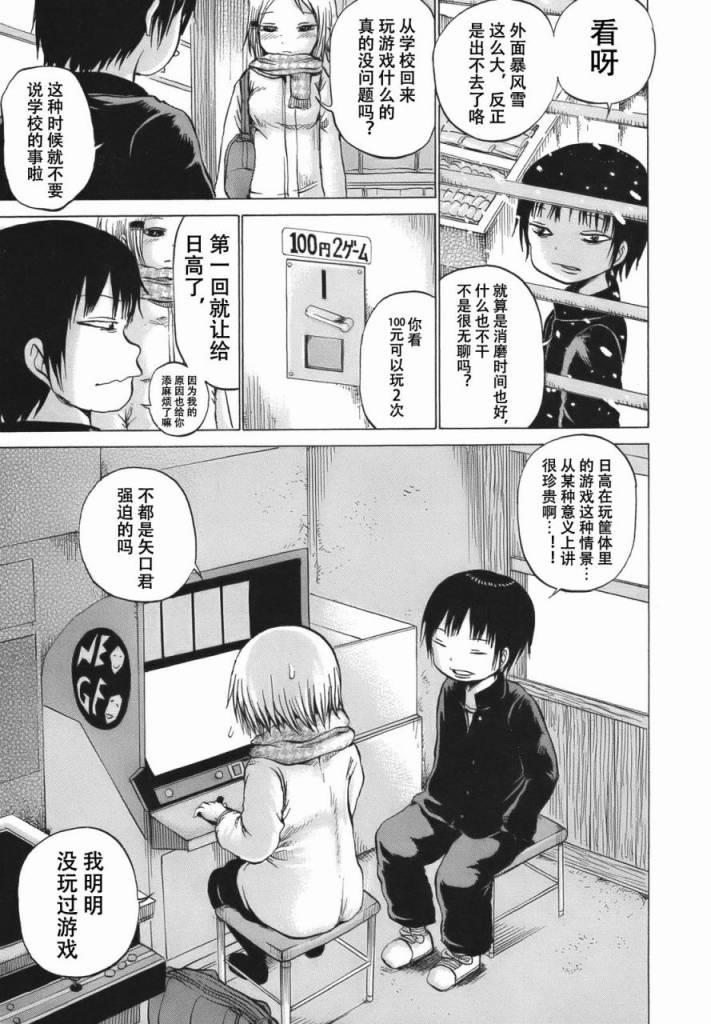 看呀
外面暴风雪
这么大，反正
是出不去了咯
从学校回来
玩游戏什么的
真的没问题吗？
这种时候就不要
说学校的事啦
就算是消磨时间也好，
什么也不干
不是很无聊吗？
100円2ゲーム
你看
100元可以玩2次
第一回就让给
日高了，
因为我的
原因也给你
添麻烦了嘛
日高在玩筐体里
的游戏这种情景…
从某种意义上讲
很珍贵啊…！！
不都是矢口君
强迫的吗
NEO
GEO
我明明
没玩过游戏